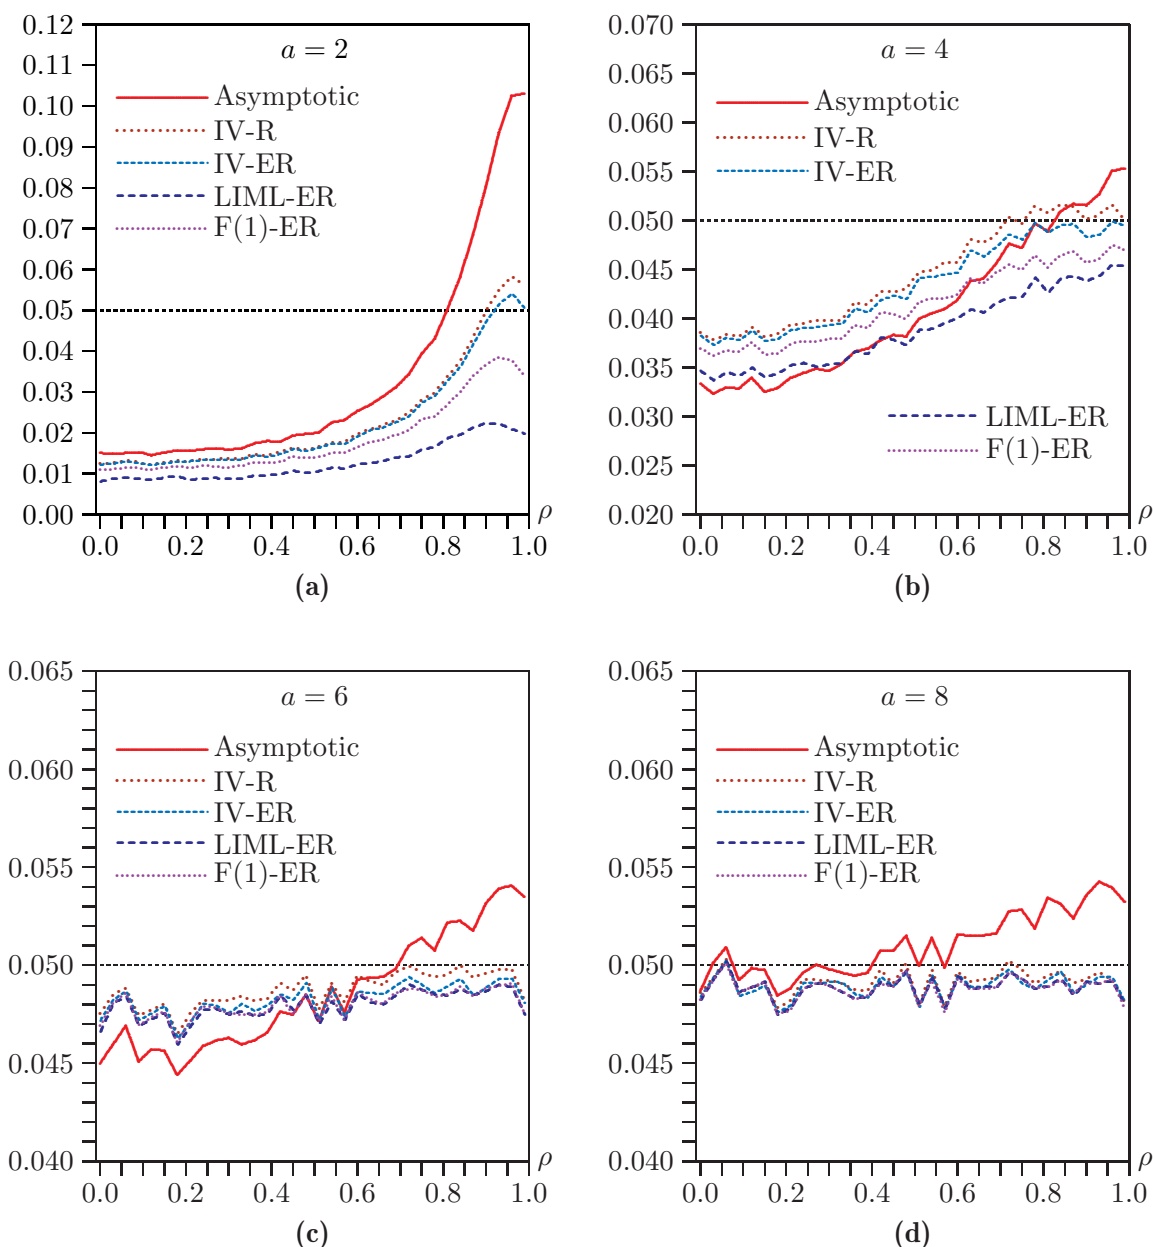 a = 2
0.12
0.11
0.10
0.09
0.08
0.07
0.06
0.05
0.04
0.03
0.02
0.01
0.00
Asymptotic
IV-R
IV-ER
LIML-ER
F(1)-ER
0.0 0.2 0.4 0.6 0.8 1.0
ρ
(a)
a = 4
0.070
0.065
0.060
0.055
0.050
0.045
0.040
0.035
0.030
0.025
0.020
Asymptotic
IV-R
IV-ER
LIML-ER
F(1)-ER
0.0 0.2 0.4 0.6 0.8 1.0
ρ
(b)
a = 6
0.065
0.060
0.055
0.050
0.045
0.040
Asymptotic
IV-R
IV-ER
LIML-ER
F(1)-ER
0.0 0.2 0.4 0.6 0.8 1.0
ρ
(c)
a = 8
0.065
0.060
0.055
0.050
0.045
0.040
Asymptotic
IV-R
IV-ER
LIML-ER
F(1)-ER
0.0 0.2 0.4 0.6 0.8 1.0
ρ
(d)